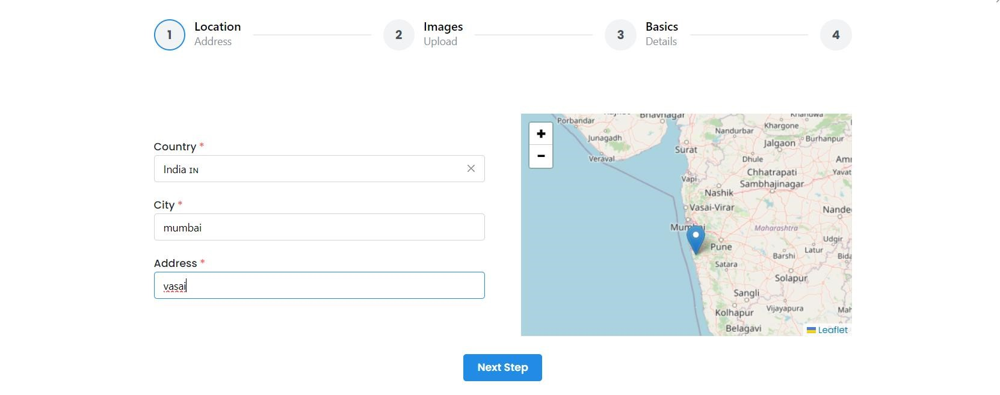 1
Location
Address
2
Images
Upload
3
Basics
Details
4
Country *
India IN
City *
mumbai
Address *
vasai
+
−
Porbandar
Bhavnagar
Khandwa
Junagadh
Nandurbar
Khargone
Veraval
Surat
Jalgaon
Burhanpur
Dhule
Amr
Vapi
Chhatrapati
Sambhajinagar
Yavat
Nashik
Vasai-Virar
Nande
Mumbai
Maharashtra
Pune
Udgir
Latur
Barshi
Bida
Satara
Solapur
Sangli
Kolhapur
Vijayapura
Mah
Belagavi
Leaflet
Next Step